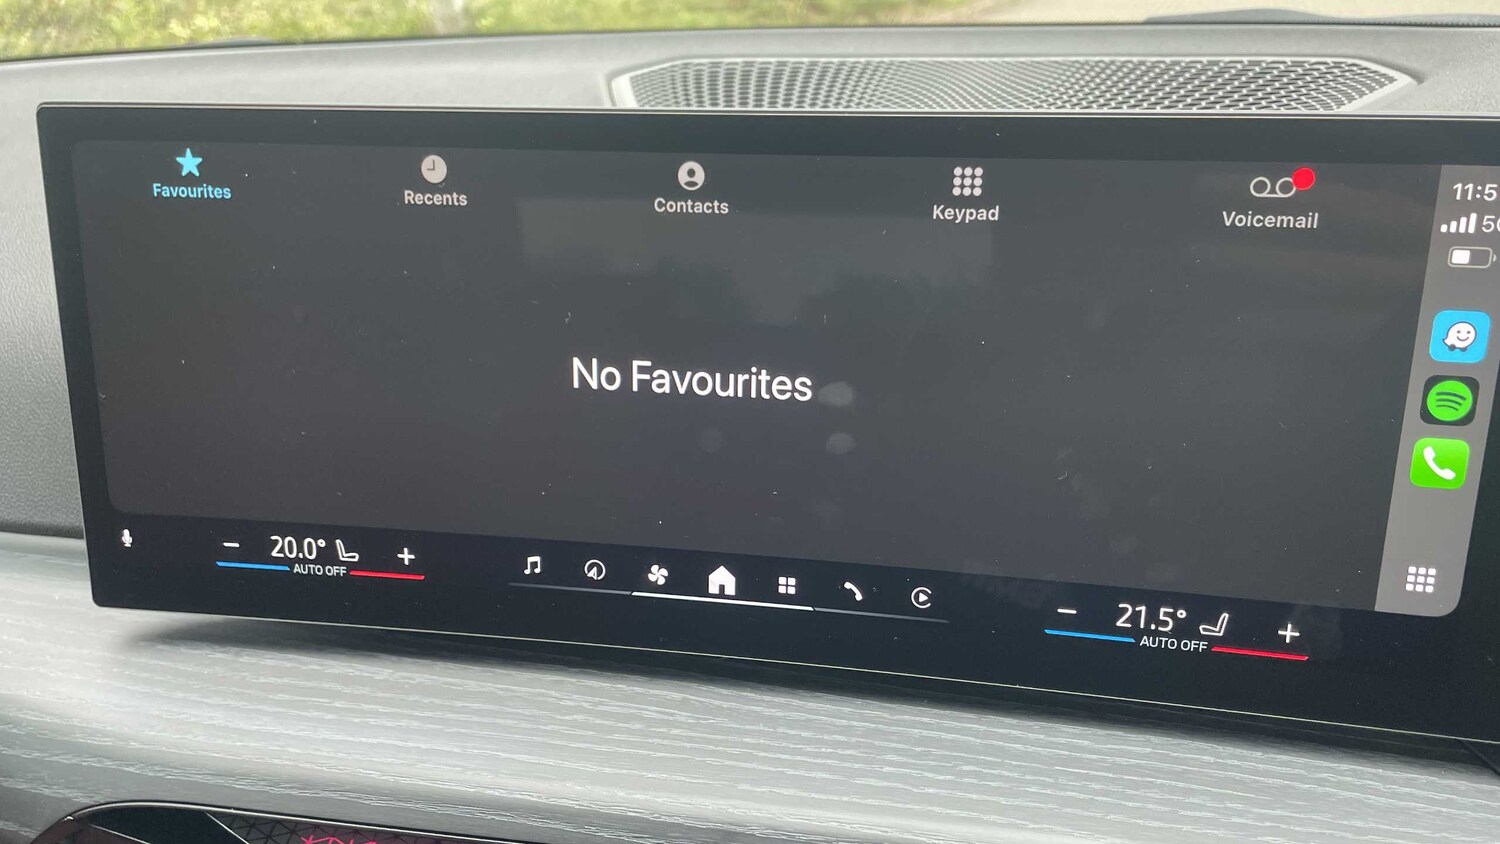 Favourites
Recents
Contacts
Keypad
Voicemail
11:5
No Favourites
− 20.0° +
AUTO OFF
− 21.5° +
AUTO OFF